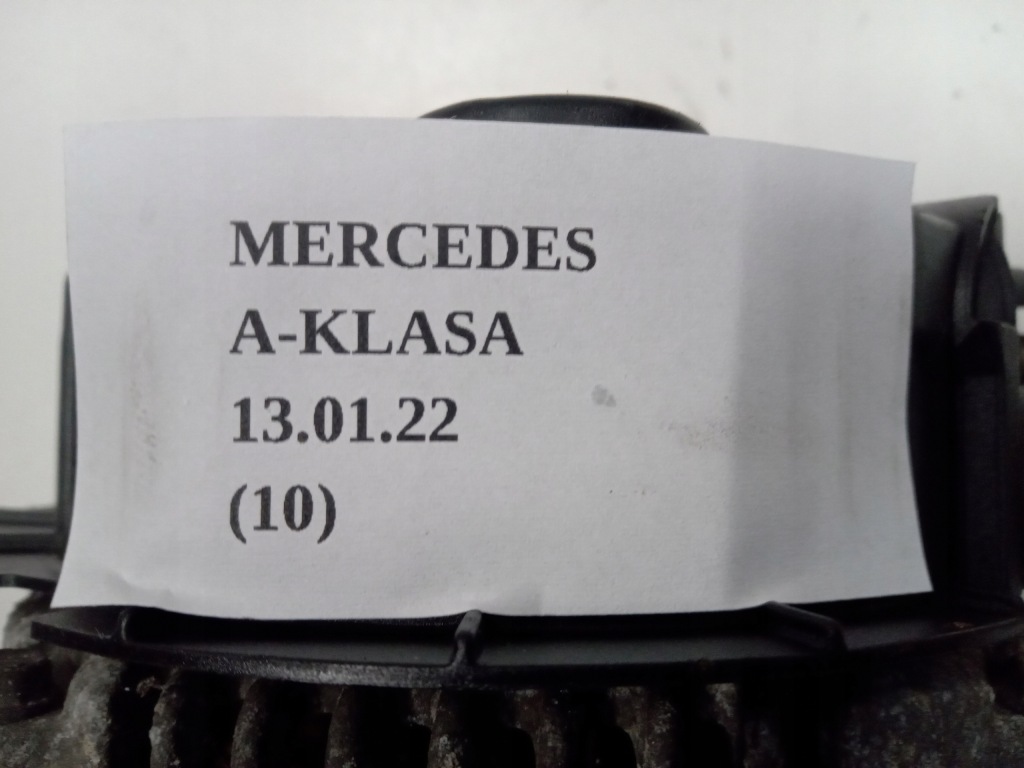 MERCEDES
A-KLASA
13.01.22
(10)